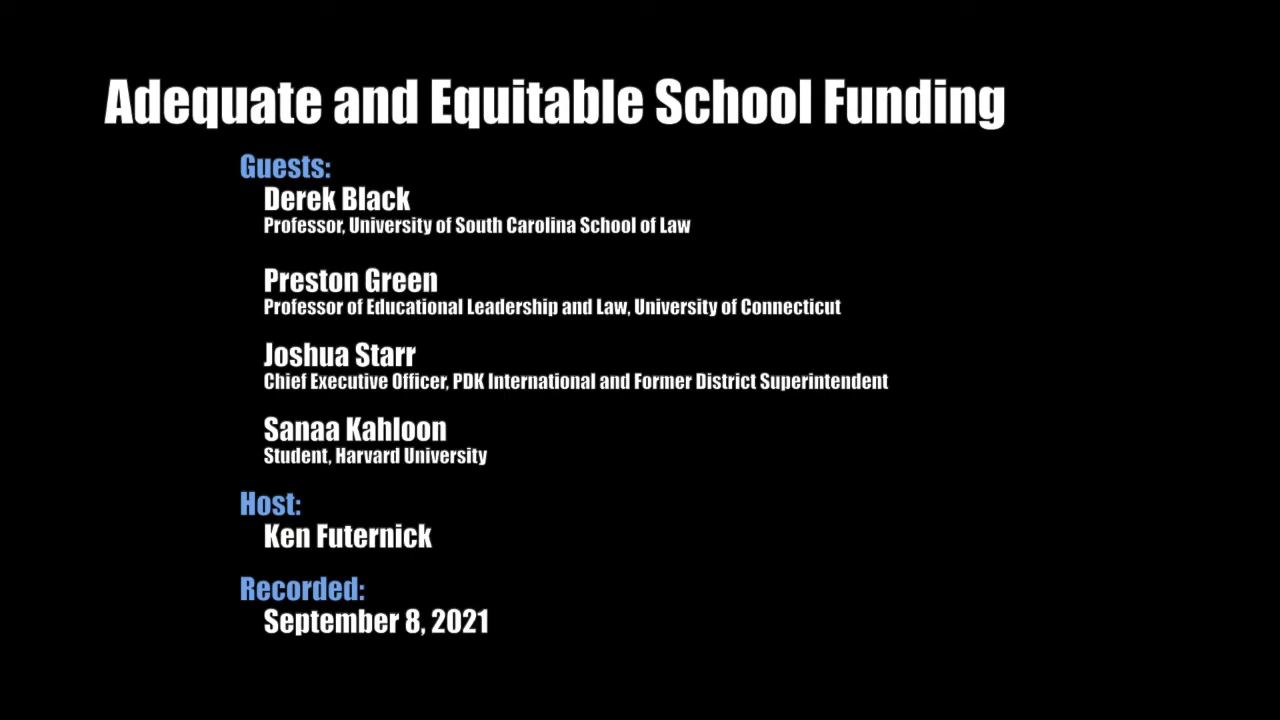 Adequate and Equitable School Funding
Guests:
Derek Black
Professor, University of South Carolina School of Law
Preston Green
Professor of Educational Leadership and Law, University of Connecticut
Joshua Starr
Chief Executive Officer, PDK International and Former District Superintendent
Sanaa Kahloon
Student, Harvard University
Host:
Ken Futernick
Recorded:
September 8, 2021